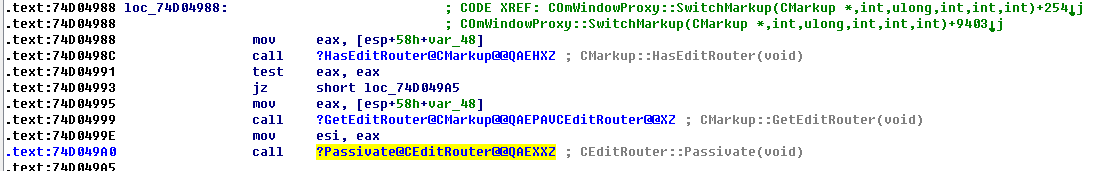 .text:74D04988 loc_74D04988: ; CODE XREF: COmWindowProxy::SwitchMarkup(CMarkup *,int,ulong,int,int,int)+254↓j
.text:74D04988 ; COmWindowProxy::SwitchMarkup(CMarkup *,int,ulong,int,int,int)+9403↓j
.text:74D04988 mov eax, [esp+58h+var_48]
.text:74D0498C call ?HasEditRouter@CMarkup@@QAEHXZ ; CMarkup::HasEditRouter(void)
.text:74D04991 test eax, eax
.text:74D04993 jz short loc_74D049A5
.text:74D04995 mov eax, [esp+58h+var_48]
.text:74D04999 call ?GetEditRouter@CMarkup@@QAEPAVCEditRouter@@XZ ; CMarkup::GetEditRouter(void)
.text:74D0499E mov esi, eax
.text:74D049A0 call ?Passivate@CEditRouter@@QAEXXZ ; CEditRouter::Passivate(void)
.text:74D049A5